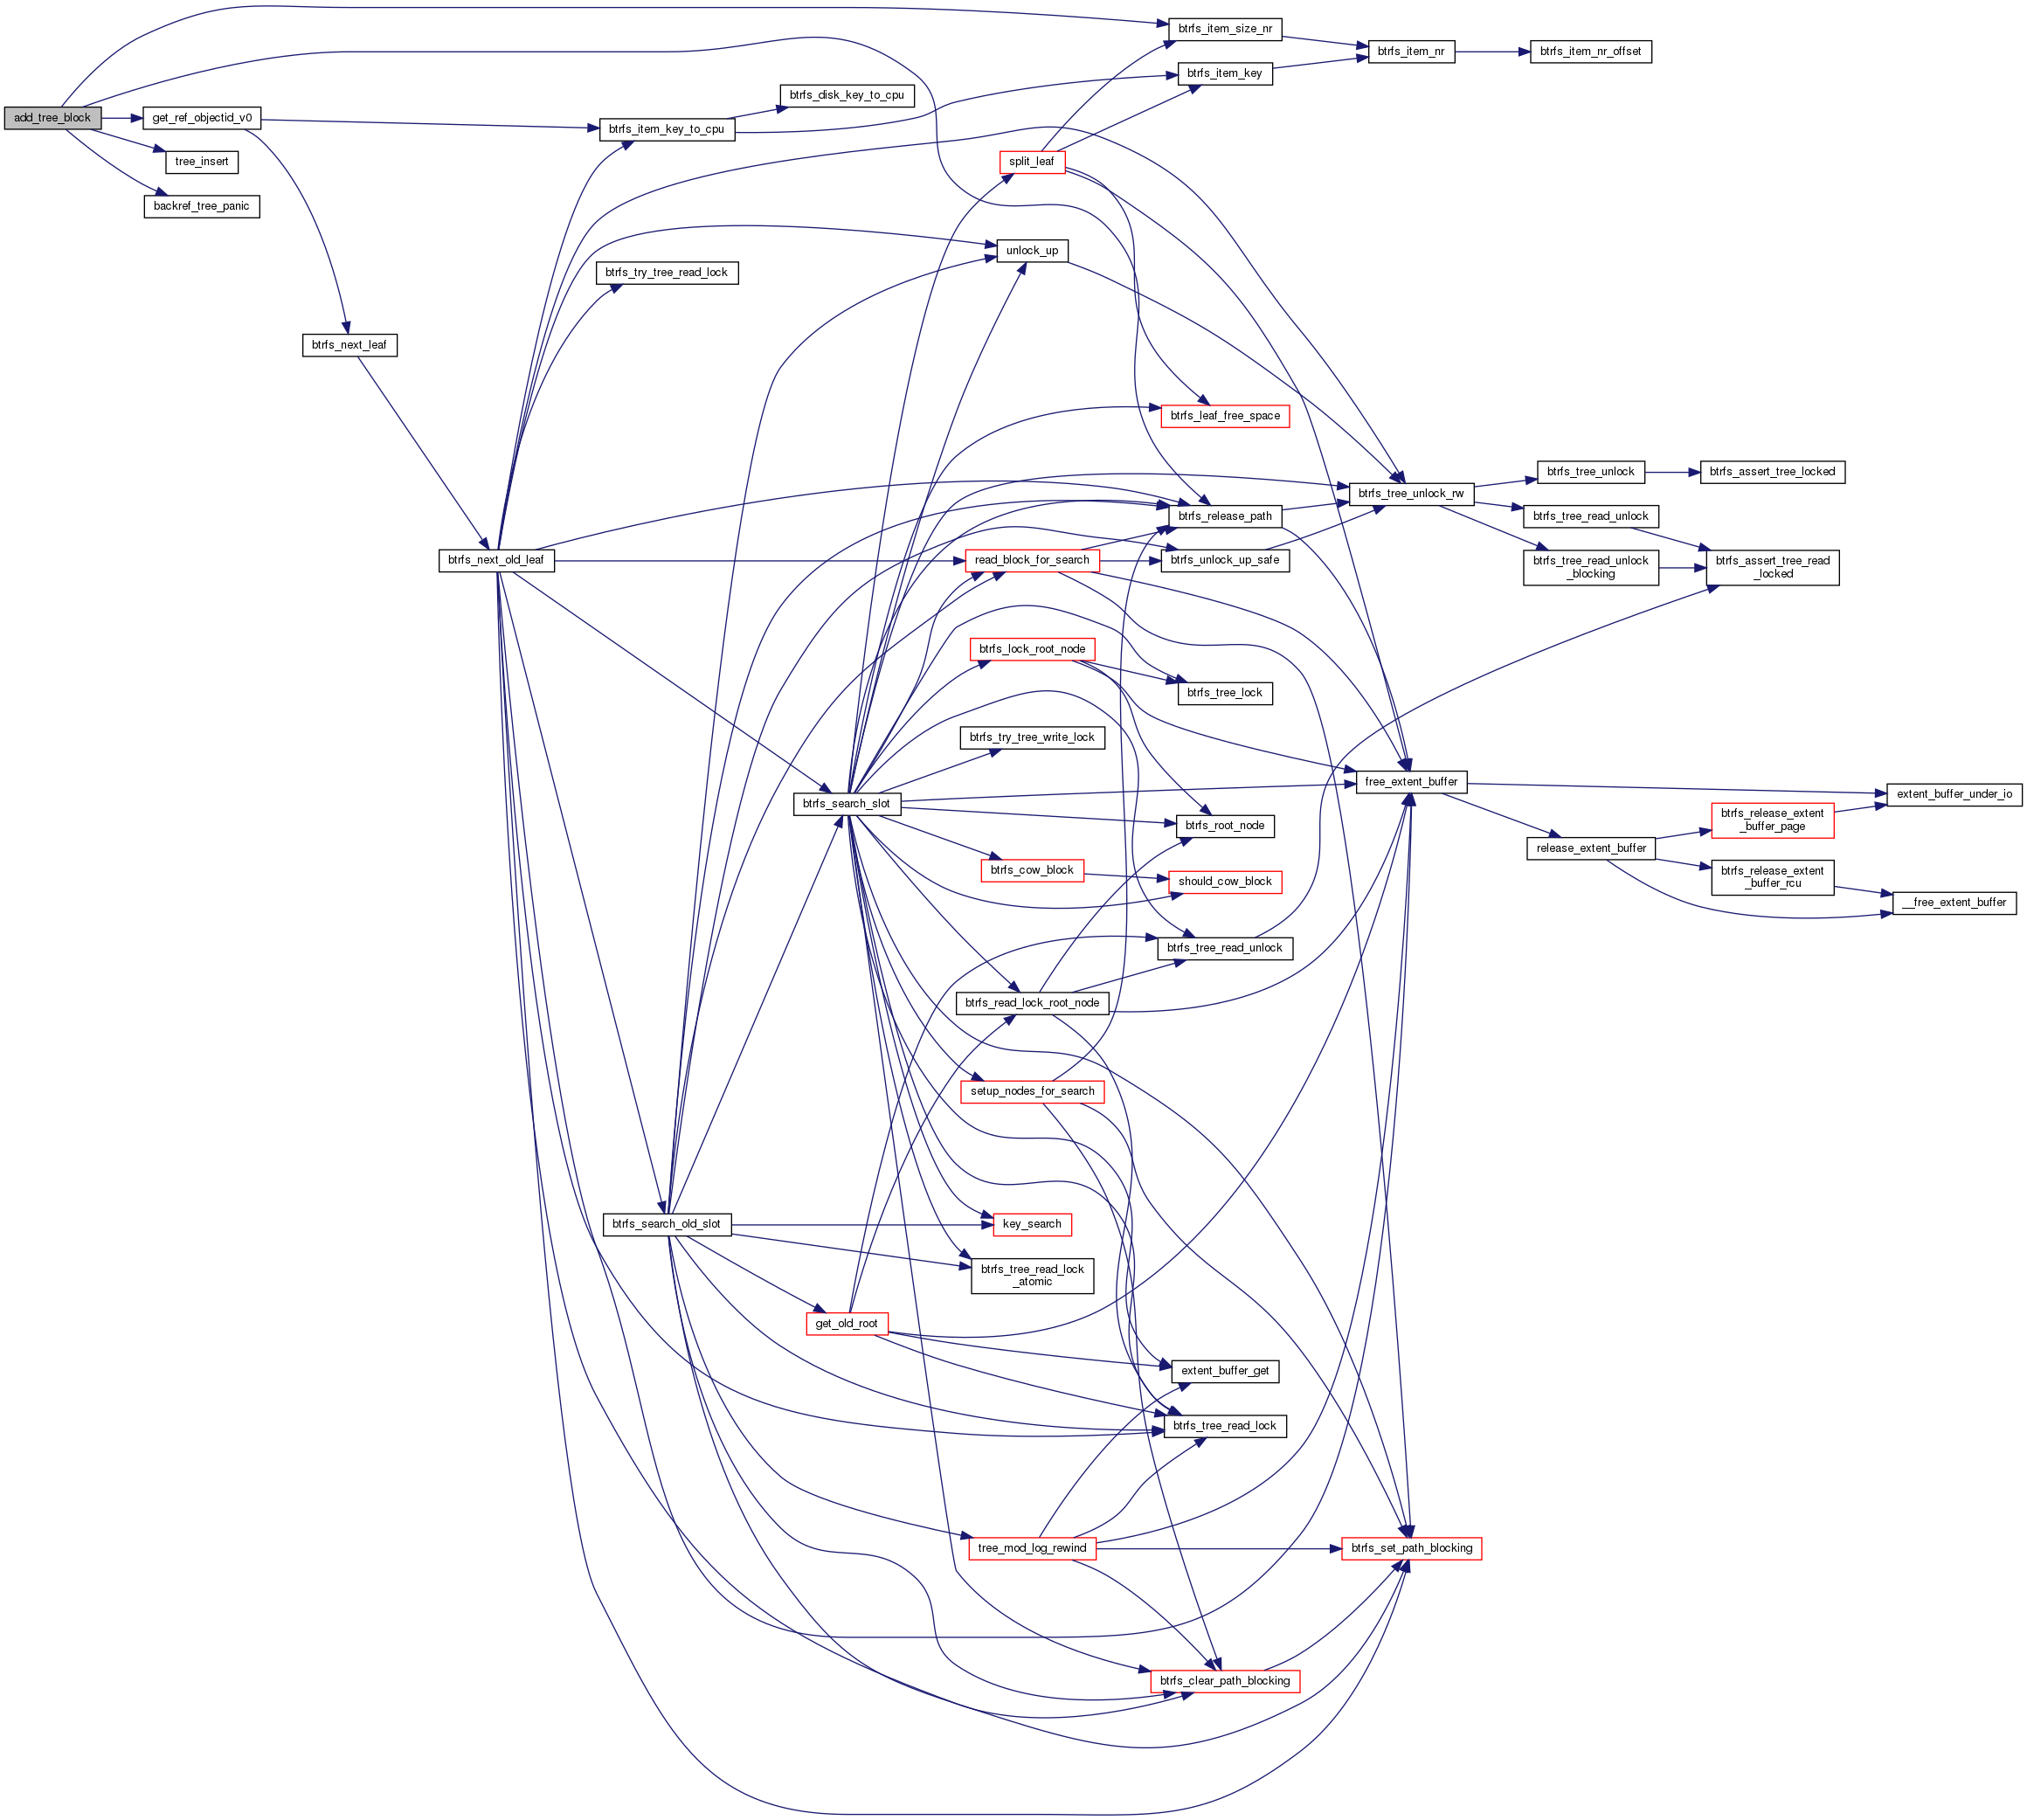 add_tree_block
get_ref_objectid_v0
tree_insert
backref_tree_panic
btrfs_next_leaf
btrfs_next_old_leaf
btrfs_item_key_to_cpu
btrfs_try_tree_read_lock
btrfs_search_old_slot
btrfs_disk_key_to_cpu
btrfs_search_slot
get_old_root
split_leaf
unlock_up
read_block_for_search
btrfs_lock_root_node
btrfs_try_tree_write_lock
btrfs_cow_block
btrfs_read_lock_root_node
setup_nodes_for_search
key_search
btrfs_tree_read_lock
_atomic
tree_mod_log_rewind
btrfs_item_size_nr
btrfs_item_key
btrfs_leaf_free_space
btrfs_release_path
btrfs_unlock_up_safe
btrfs_tree_lock
btrfs_root_node
should_cow_block
btrfs_tree_read_unlock
extent_buffer_get
btrfs_tree_read_lock
btrfs_clear_path_blocking
btrfs_item_nr
btrfs_tree_unlock_rw
free_extent_buffer
btrfs_set_path_blocking
btrfs_item_nr_offset
btrfs_tree_unlock
btrfs_tree_read_unlock
btrfs_tree_read_unlock
_blocking
release_extent_buffer
btrfs_assert_tree_locked
btrfs_assert_tree_read
_locked
btrfs_release_extent
_buffer_page
btrfs_release_extent
_buffer_rcu
extent_buffer_under_io
__free_extent_buffer